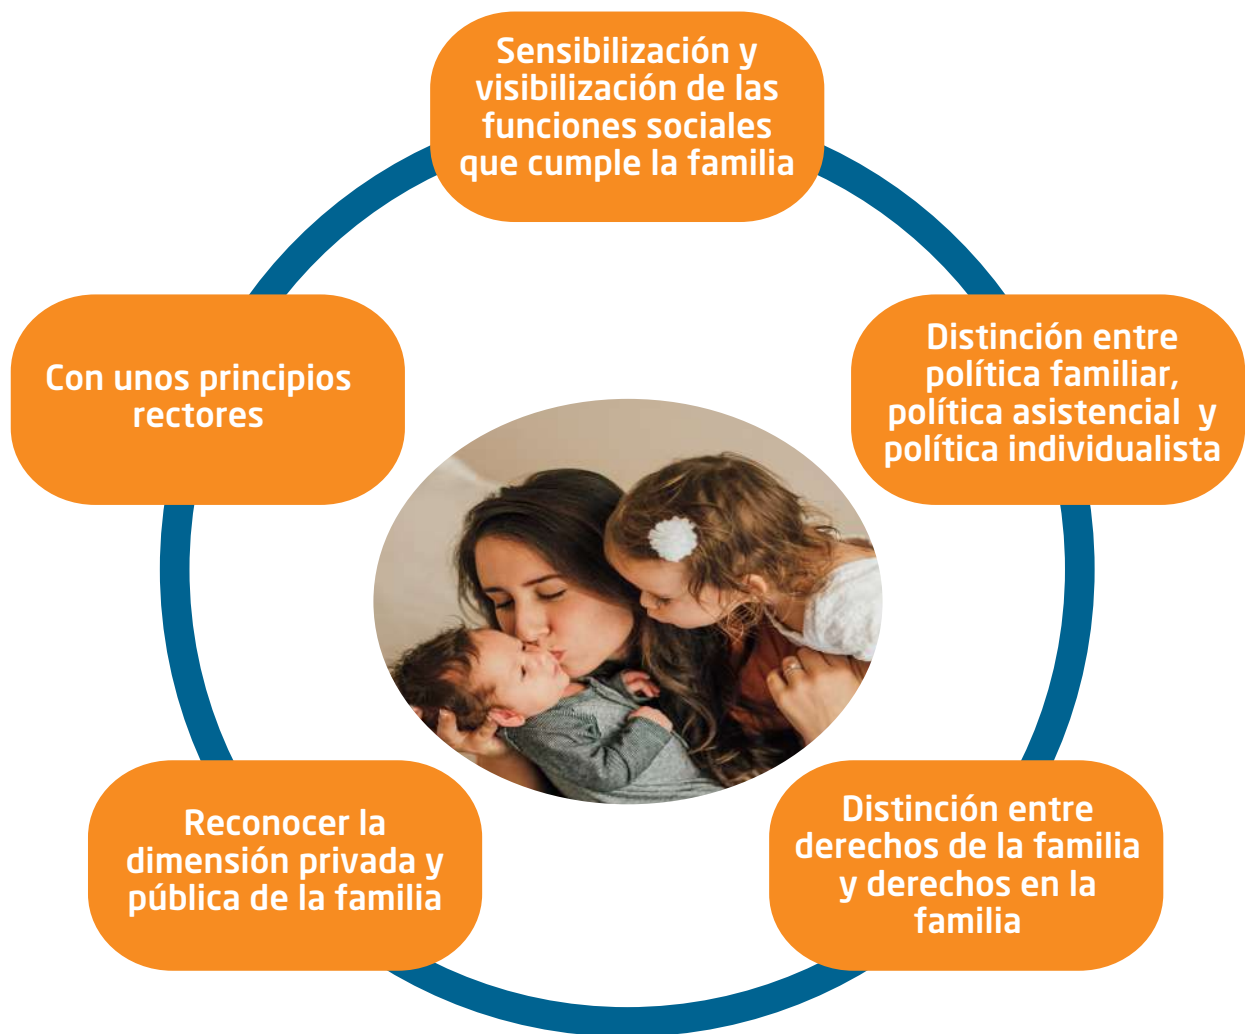 Sensibilización y
visibilización de las
funciones sociales
que cumple la familia
Distinción entre
política familiar,
política asistencial y
política individualista
Distinción entre
derechos de la familia
y derechos en la
familia
Reconocer la
dimensión privada y
pública de la familia
Con unos principios
rectores